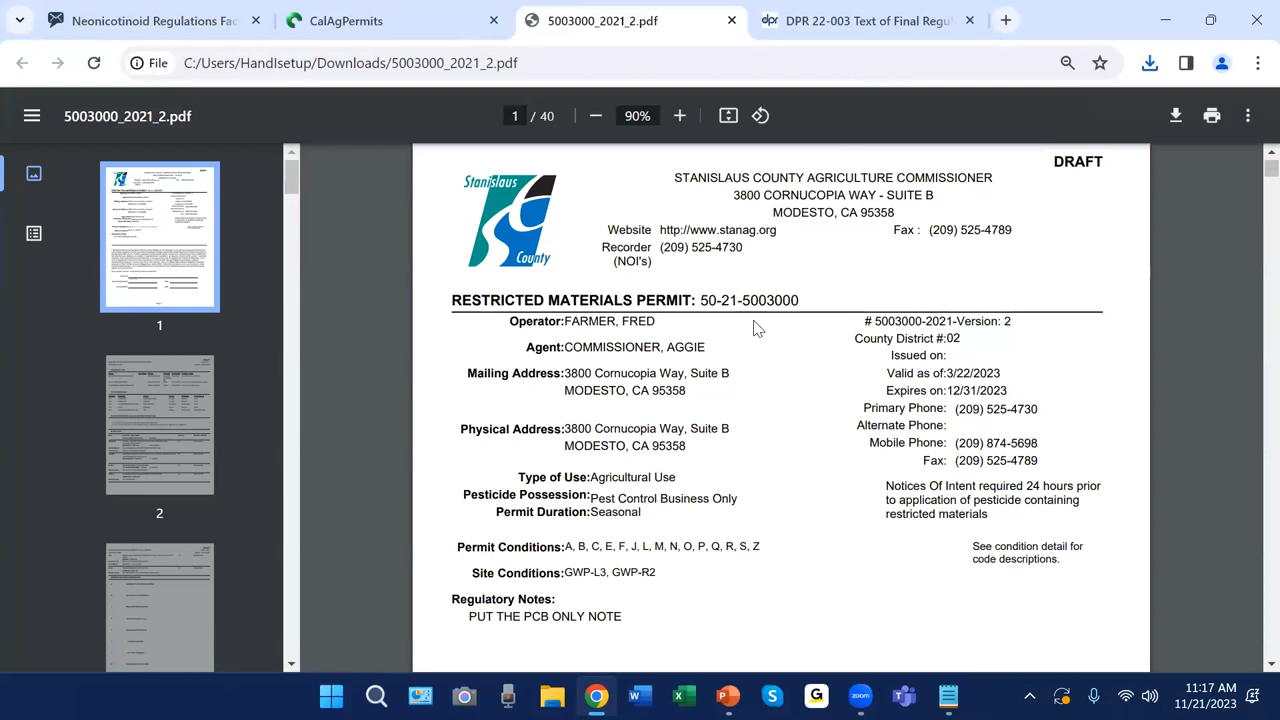 Neonicotinoid Regulations Fac
CalAgPermits
5003000_2021_2.pdf
DPR 22-003 Text of Final Regu
File
C:/Users/HandIsetup/Downloads/5003000_2021_2.pdf
5003000_2021_2.pdf
1 / 40
90%
DRAFT
Stanislaus
County
STANISLAUS COUNTY AGRICULTURE COMMISSIONER
3800 CORNUCOPIA WAY - SUITE B
MODESTO, CA 95358
Website http://www.stanag.org Fax : (209) 525-4789
Recorder (209) 525-4730
(NOI's)
RESTRICTED MATERIALS PERMIT: 50-21-5003000
Operator:FARMER, FRED
# 5003000-2021-Version: 2
County District #:02
Agent:COMMISSIONER, AGGIE
Issued on:
Mailing Address:3800 Cornucopia Way, Suite B
Valid as of:3/22/2023
MODESTO, CA 95358
Expires on:12/31/2023
Primary Phone: (209) 525-4730
Alternate Phone:
Physical Address:3800 Cornucopia Way, Suite B
MODESTO, CA 95358
Mobile Phone: (209) 874-5698
Fax: (209) 525-4789
Type of Use:Agricultural Use
Pesticide Possession:Pest Control Business Only
Permit Duration:Seasonal
Notices Of Intent required 24 hours prior
to application of pesticide containing
restricted materials
Permit Conditions:A, B, C, E, F, J, L, M, N, O, P, Q, R, S, Z
See condition detail for
code descriptions.
Site Conditions:GWP-L3, GWP-R2
Regulatory Notes:
PUT THE PCB ONLY NOTE
1
2
11:17 AM
11/21/2023